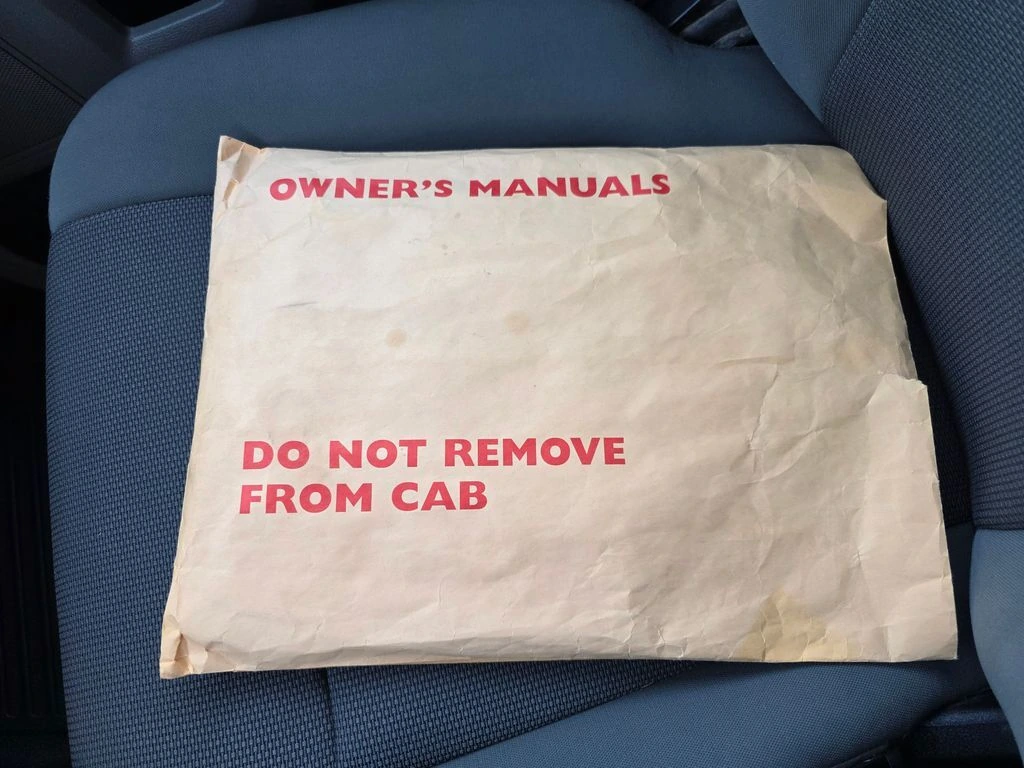 OWNER'S MANUALS
DO NOT REMOVE
FROM CAB